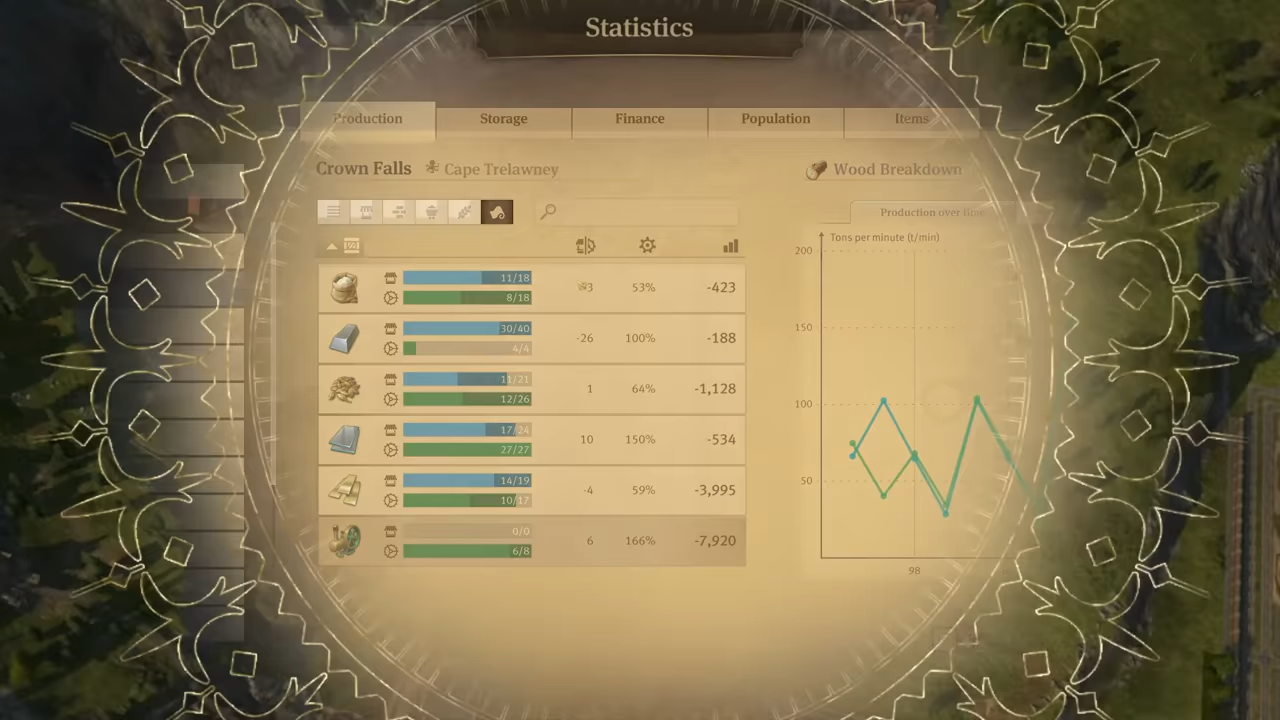 Statistics
Production Storage Finance Population Items
Crown Falls Cape Trelawney
Wood Breakdown
Production over time
Tons per minute (t/min)
200
150
100
50
98
11/18
8/18
-3 53% -423
30/40
4/4
-26 100% -188
11/21
12/26
1 64% -1,128
17/24
27/27
10 150% -534
14/19
10/17
-4 59% -3,995
0/0
6/8
6 166% -7,920